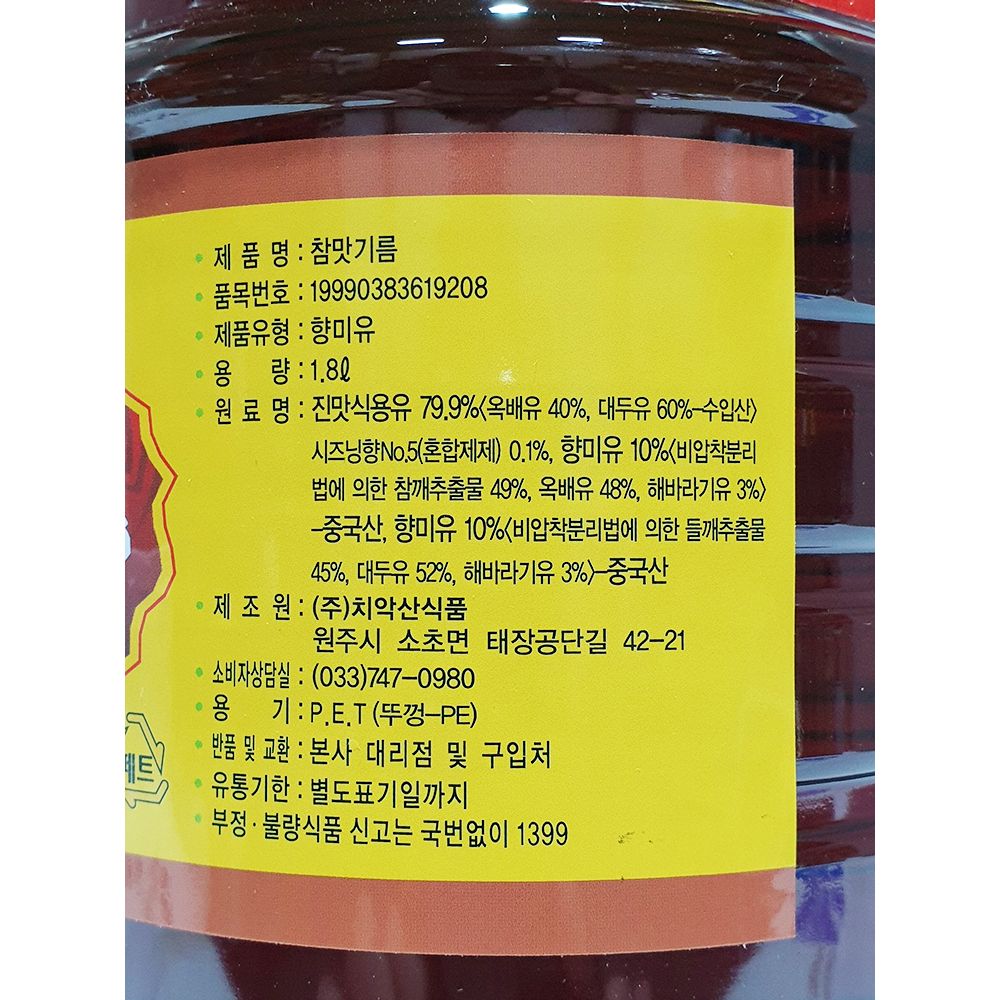 제품명 : 참맛기름
품목번호 : 19990383619208
제품유형 : 향미유
용량 : 1.8ℓ
원료명 : 진맛식용유 79.9%<옥배유 40%, 대두유 60%-수입산>
시즈닝향No.5(혼합제제) 0.1%, 향미유 10%<비압착분리
법에 의한 참깨추출물 49%, 옥배유 48%, 해바라기유 3%>
-중국산, 향미유 10%<비압착분리법에 의한 들깨추출물
45%, 대두유 52%, 해바라기유 3%>-중국산
제조원 : (주)치악산식품
원주시 소초면 태장공단길 42-21
소비자상담실 : (033)747-0980
용기 : P.E.T (뚜껑-PE)
반품 및 교환 : 본사 대리점 및 구입처
페트
유통기한 : 별도표기일까지
부정·불량식품 신고는 국번없이 1399